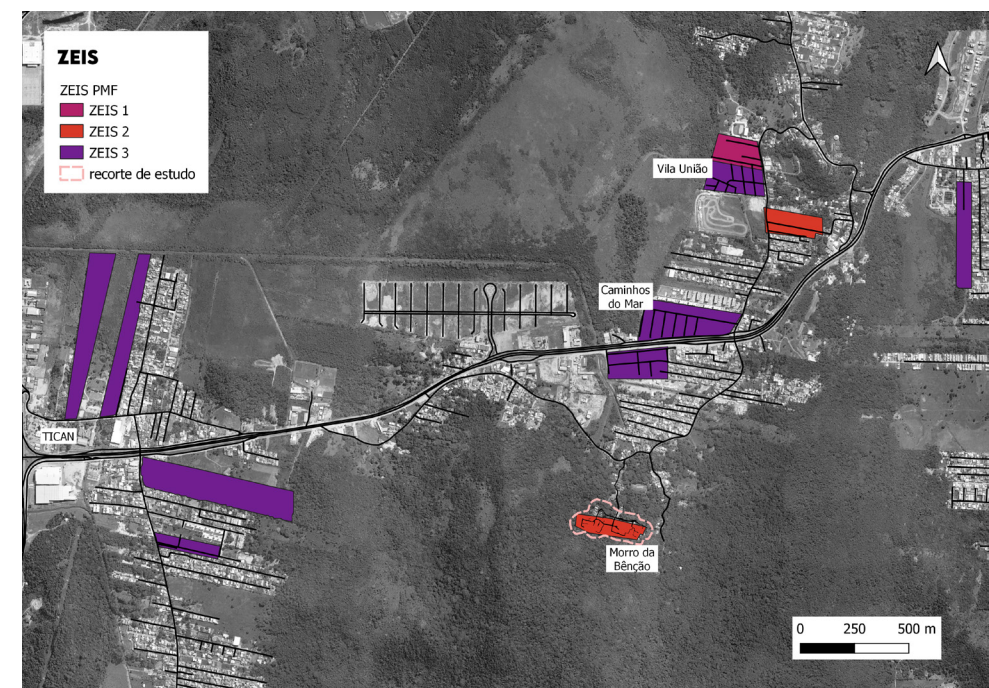 ZEIS
ZEIS PMF
ZEIS 1
ZEIS 2
ZEIS 3
recorte de estudo
Vila União
Caminhos
do Mar
TICAN
Morro da
Bênção
0 250 500 m